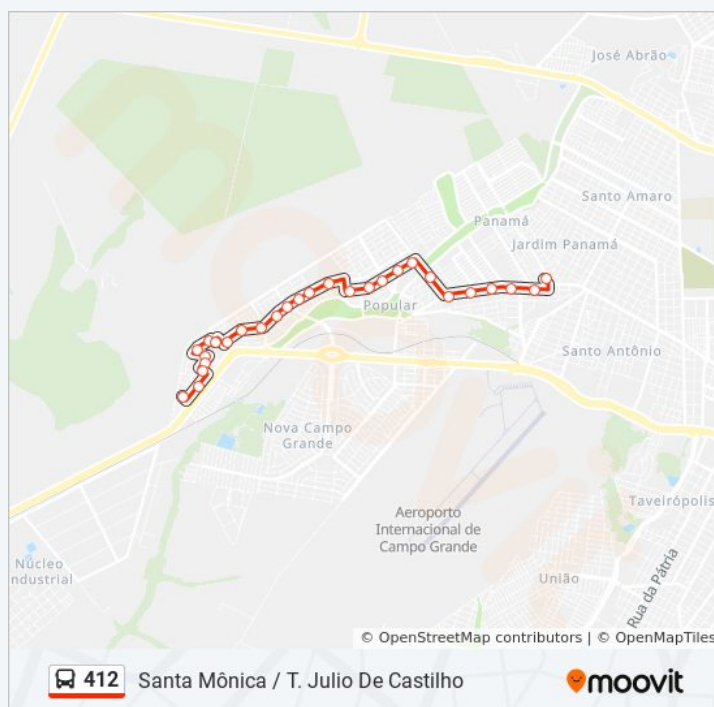 José Abrão
Santo Amaro
Panamá
Jardim Panamá
Popular
Santo Antônio
Nova Campo
Grande
Aeroporto
Internacional de
Campo Grande
Taveirópolis
Núcleo
ndustrial
União
Rua da Pátria
© OpenStreetMap contributors | © OpenMapTiles
412 Santa Mônica / T. Julio De Castilho
moovit